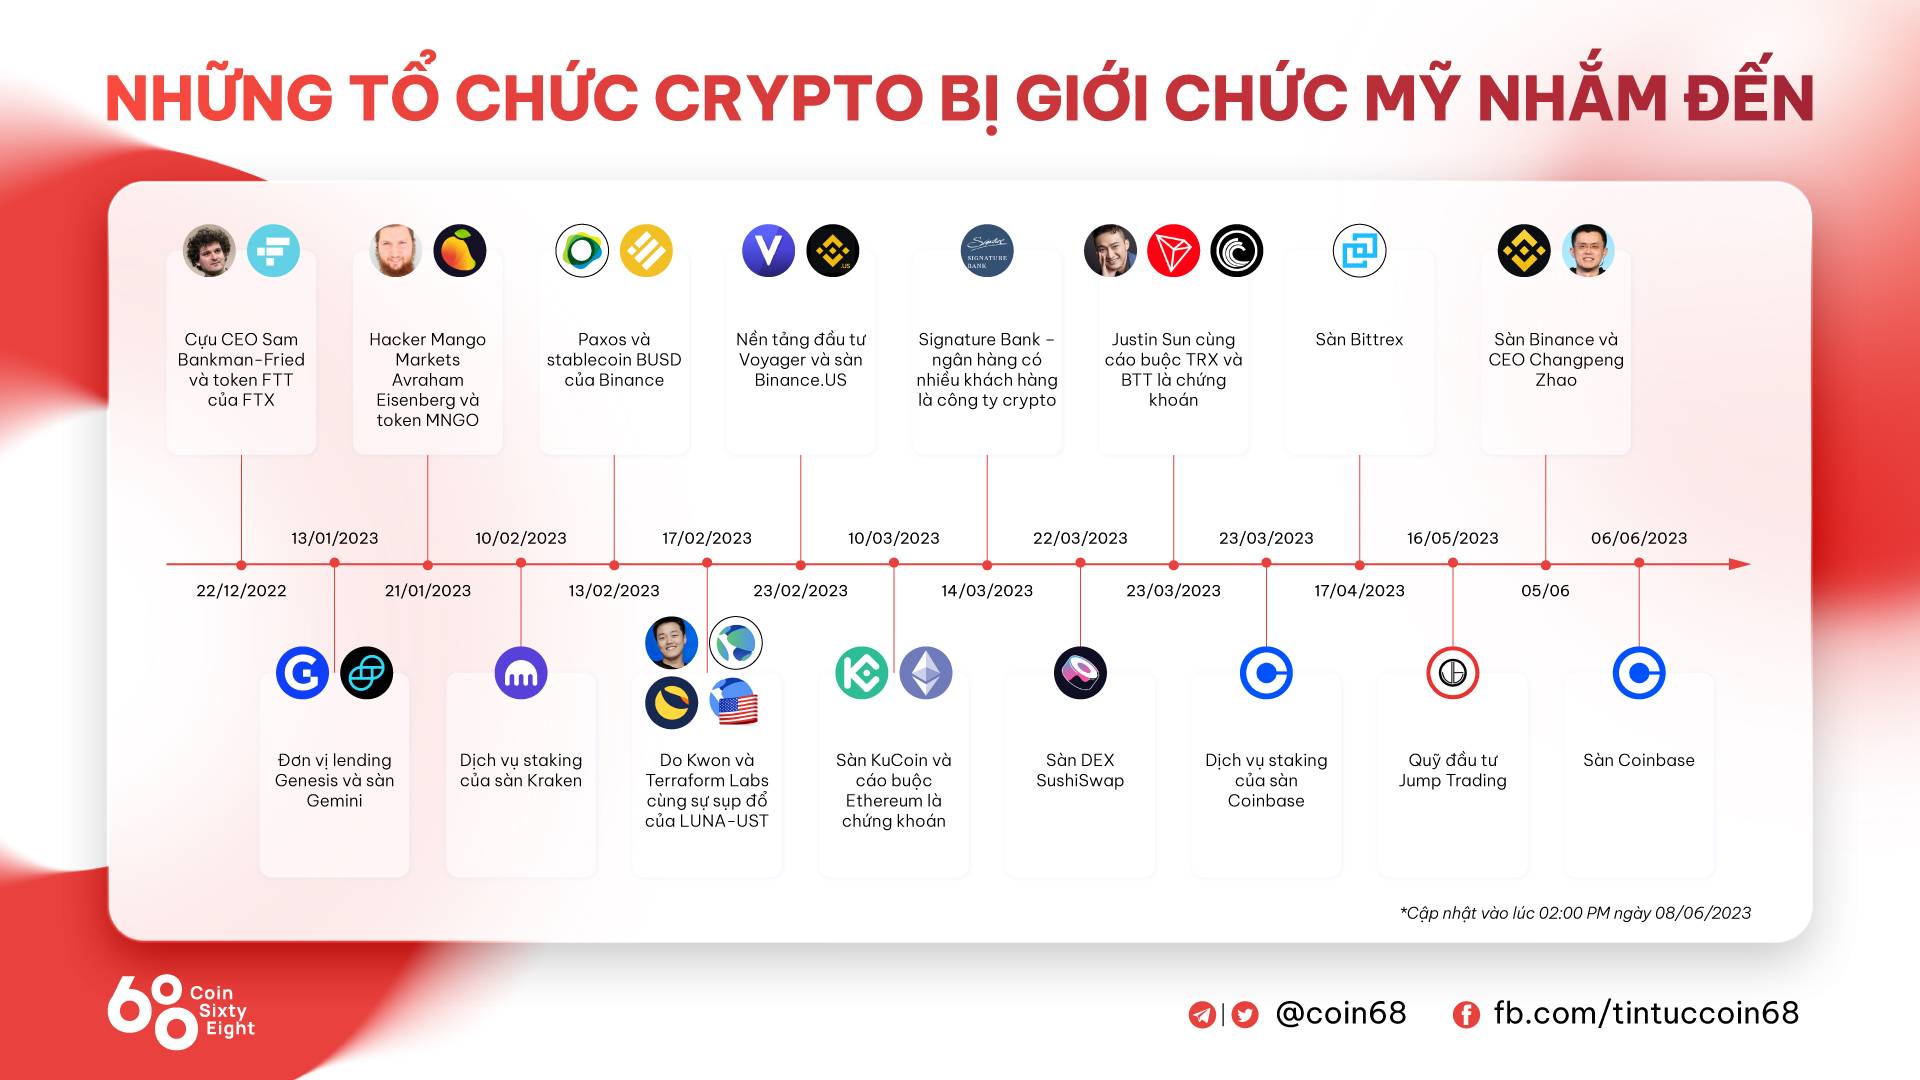 NHỮNG TỔ CHỨC CRYPTO BỊ GIỚI CHỨC MỸ NHẮM ĐẾN
Cựu CEO Sam
Bankman-Fried
và token FTT
của FTX
Hacker Mango
Markets
Avraham
Eisenberg và
token MNGO
Paxos và
stablecoin BUSD
của Binance
Nền tảng đầu tư
Voyager và sàn
Binance.US
Signature Bank –
ngân hàng có
nhiều khách hàng
là công ty crypto
Justin Sun cùng
cáo buộc TRX và
BTT là chứng
khoán
Sàn Bittrex
Sàn Binance và
CEO Changpeng
Zhao
.US
SIGNATURE
BANK
13/01/2023
10/02/2023
17/02/2023
10/03/2023
22/03/2023
23/03/2023
16/05/2023
06/06/2023
22/12/2022
21/01/2023
13/02/2023
23/02/2023
14/03/2023
23/03/2023
17/04/2023
05/06
Đơn vị lending
Genesis và sàn
Gemini
Dịch vụ staking
của sàn Kraken
Do Kwon và
Terraform Labs
cùng sự sụp đổ
của LUNA-UST
Sàn KuCoin và
cáo buộc
Ethereum là
chứng khoán
Sàn DEX
SushiSwap
Dịch vụ staking
của sàn
Coinbase
Quỹ đầu tư
Jump Trading
Sàn Coinbase
*Cập nhật vào lúc 02:00 PM ngày 08/06/2023
68 Coin
Sixty
Eight
@coin68
fb.com/tintuccoin68